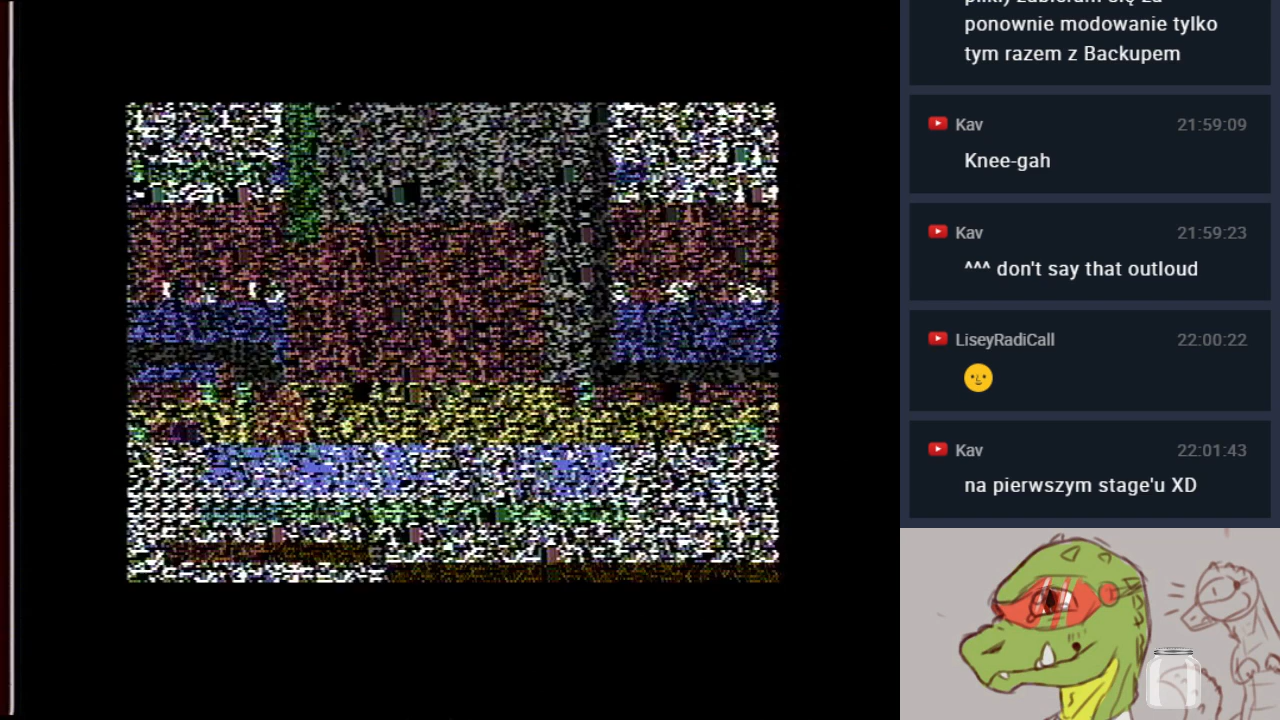 ponownie modowanie tylko
tym razem z Backupem
Kav 21:59:09
Knee-gah
Kav 21:59:23
^^^ don't say that outloud
LiseyRadiCall 22:00:22
Kav 22:01:43
na pierwszym stage'u XD